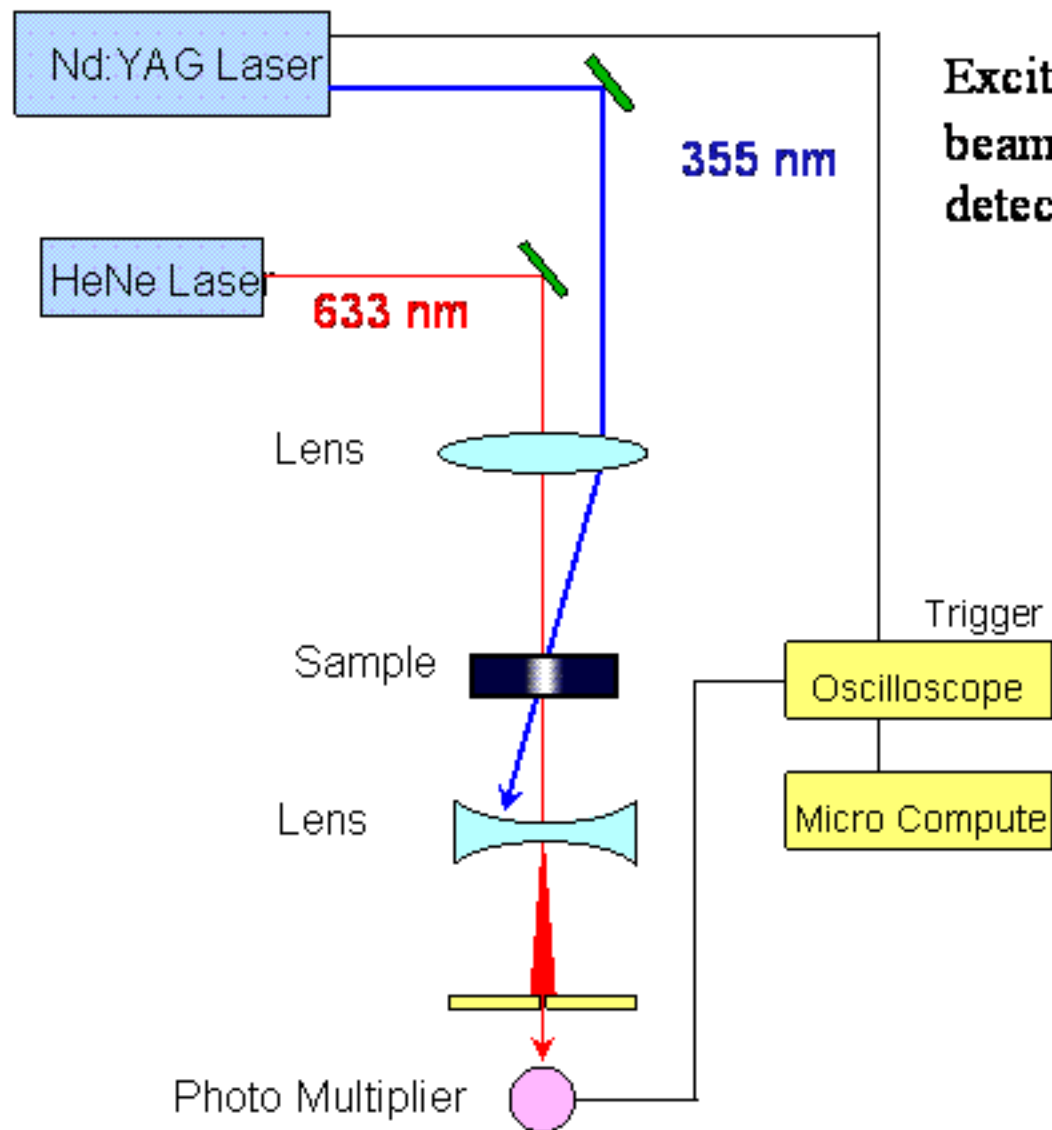 Nd:YAG Laser
Excit
beam
detec
355 nm
HeNe Laser
633 nm
Lens
Trigger
Sample
Oscilloscope
Lens
Micro Compute
Photo Multiplier